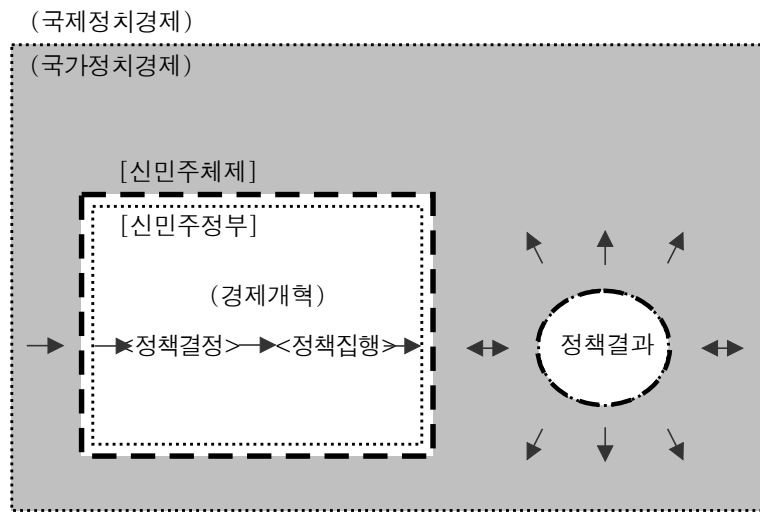 (국제정치경제)
(국가정치경제)
[신민주체제]
[신민주정부]
(경제개혁)
<정책결정> <정책집행>
정책결과